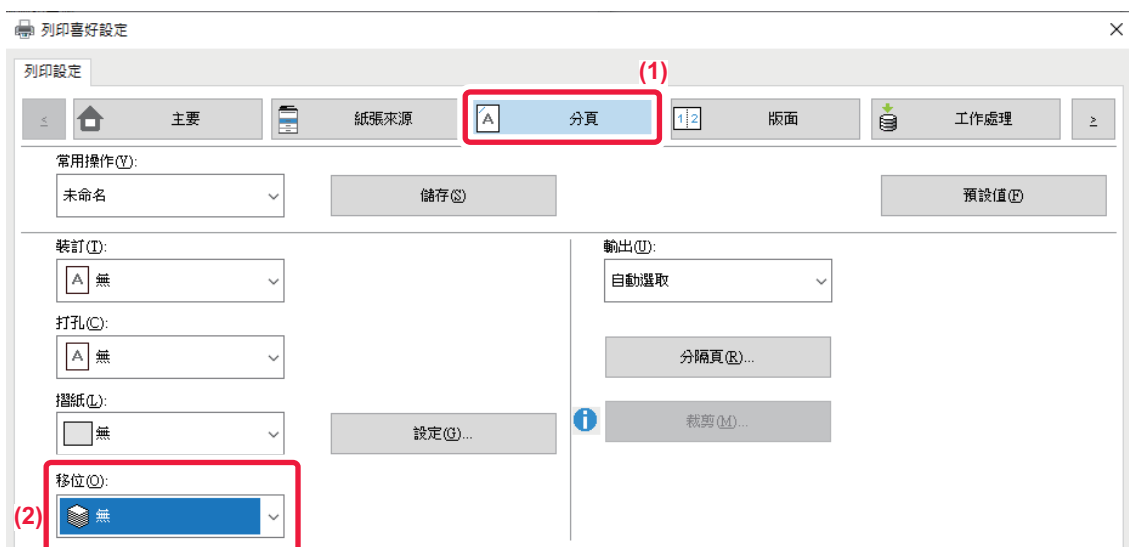 列印喜好設定
列印設定
(1)
< 主要 紙張來源 A 分頁 1 2 版面 工作處理 >
常用操作(V):
未命名 儲存(S) 預設值(F)
裝訂(T): 輸出(U):
A 無 自動選取
打孔(C):
A 無 分隔頁(R)...
摺紙(L):
無 設定(G)... 裁剪(M)...
移位(O):
(2) 無